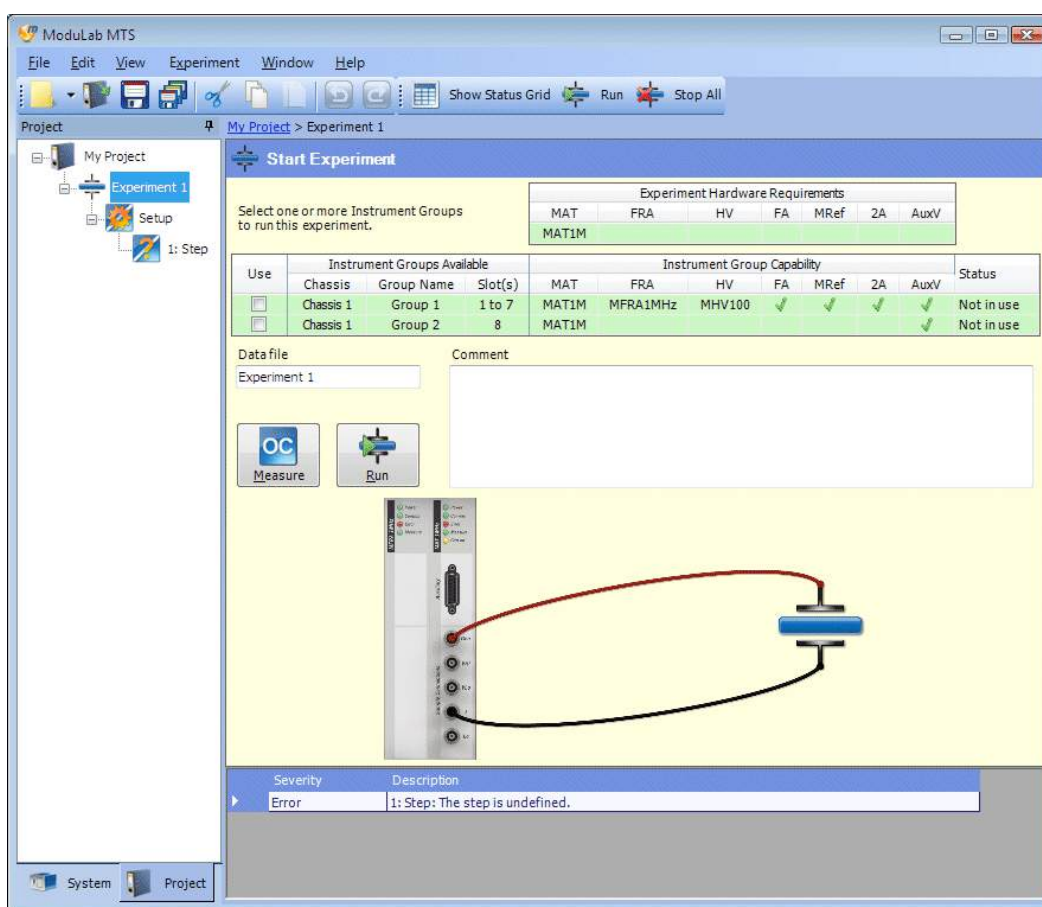 ModuLab MTS
File Edit View Experiment Window Help
Show Status Grid Run Stop All
Project
My Project > Experiment 1
My Project
Experiment 1
Setup
1: Step
Start Experiment
Select one or more Instrument Groups
to run this experiment.
Experiment Hardware Requirements
MAT FRA HV FA MRef 2A AuxV
MAT1M
Use Instrument Groups Available Instrument Group Capability Status
Chassis Group Name Slot(s) MAT FRA HV FA MRef 2A AuxV
Chassis 1 Group 1 1 to 7 MAT1M MFRA1MHz MHV100 Not in use
Chassis 1 Group 2 8 MAT1M Not in use
Data file Comment
Experiment 1
OC
Measure Run
Severity Description
Error 1: Step: The step is undefined.
System Project